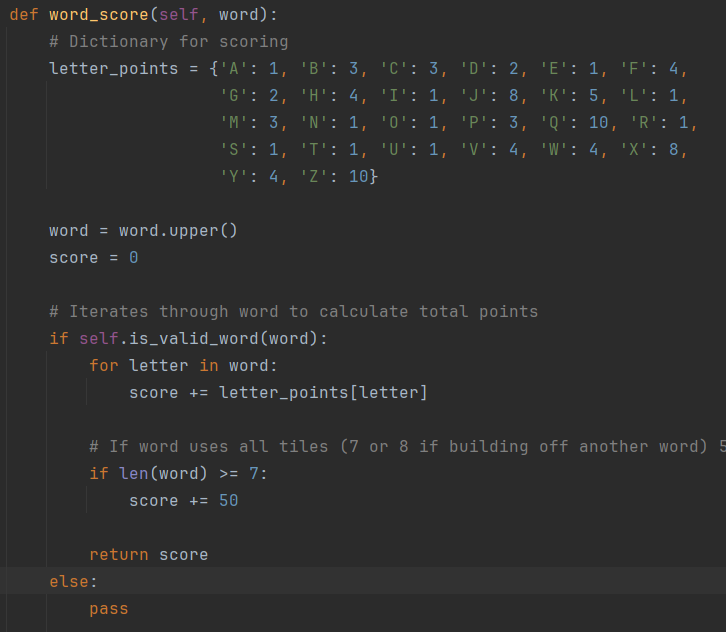 def word_score(self, word):
    # Dictionary for scoring
    letter_points = {'A': 1, 'B': 3, 'C': 3, 'D': 2, 'E': 1, 'F': 4,
                     'G': 2, 'H': 4, 'I': 1, 'J': 8, 'K': 5, 'L': 1,
                     'M': 3, 'N': 1, 'O': 1, 'P': 3, 'Q': 10, 'R': 1,
                     'S': 1, 'T': 1, 'U': 1, 'V': 4, 'W': 4, 'X': 8,
                     'Y': 4, 'Z': 10}
    word = word.upper()
    score = 0
    # Iterates through word to calculate total points
    if self.is_valid_word(word):
        for letter in word:
            score += letter_points[letter]
        # If word uses all tiles (7 or 8 if building off another word)
        if len(word) >= 7:
            score += 50
        return score
    else:
        pass